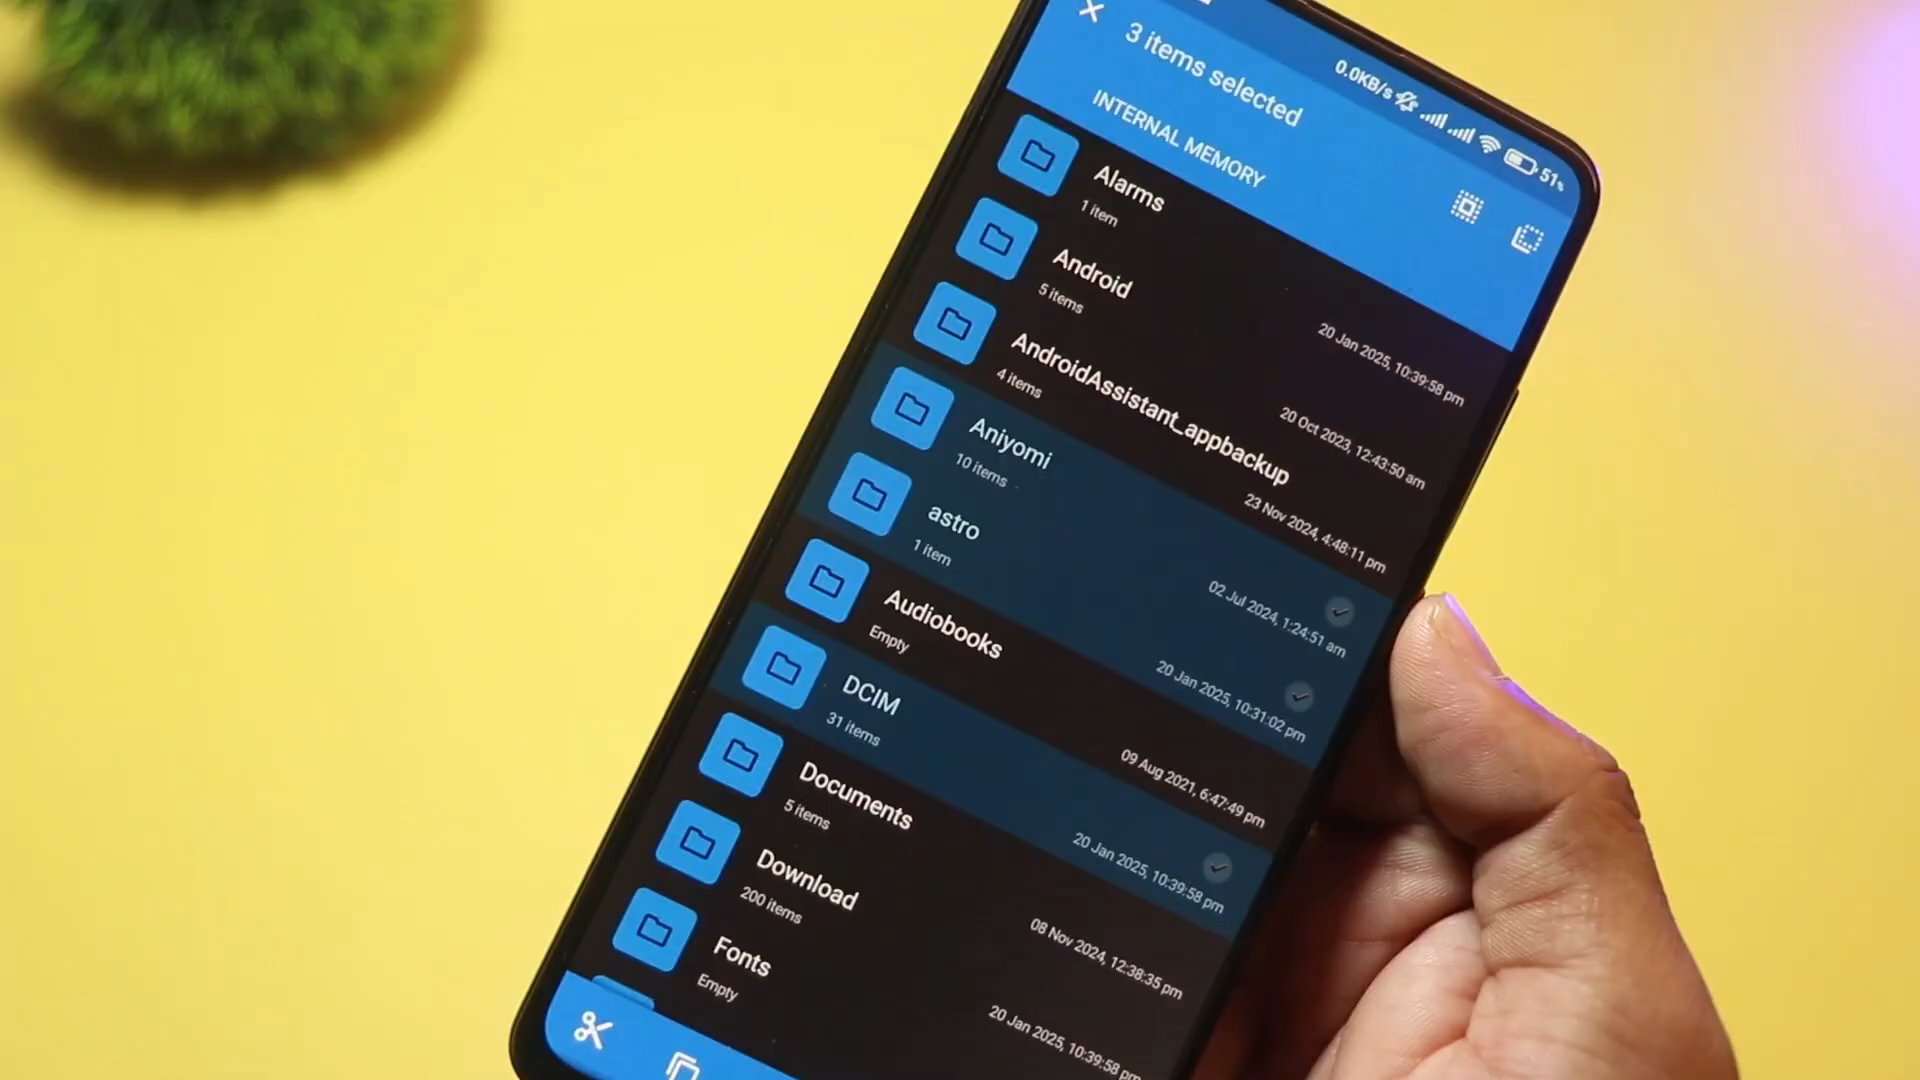 0.0KB/s 51%
3 items selected
INTERNAL MEMORY
Alarms
1 item
20 Jan 2025, 10:39:58 pm
Android
5 items
20 Oct 2023, 12:43:50 am
AndroidAssistant_appbackup
4 items
23 Nov 2024, 4:48:11 pm
Aniyomi
10 items
02 Jul 2024, 1:24:51 am
astro
1 item
20 Jan 2025, 10:31:02 pm
Audiobooks
Empty
09 Aug 2021, 6:47:49 pm
DCIM
31 items
20 Jan 2025, 10:39:58 pm
Documents
5 items
08 Nov 2024, 12:38:35 pm
Download
200 items
20 Jan 2025, 10:39:58 pm
Fonts
Empty